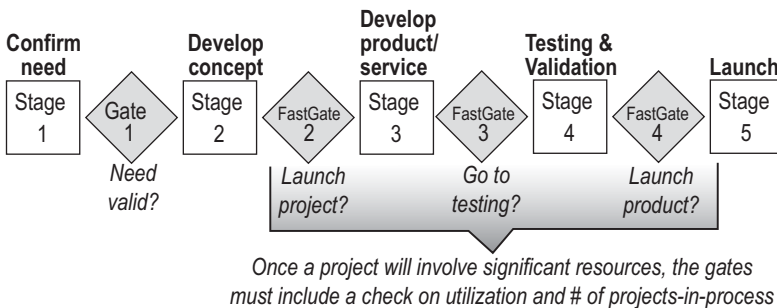 Confirm
need
Stage
1
Gate
1
Need
valid?
Develop
concept
Stage
2
FastGate
2
Launch
project?
Develop
product/
service
Stage
3
FastGate
3
Go to
testing?
Testing &
Validation
Stage
4
FastGate
4
Launch
product?
Launch
Stage
5
Once a project will involve significant resources, the gates
must include a check on utilization and # of projects-in-process